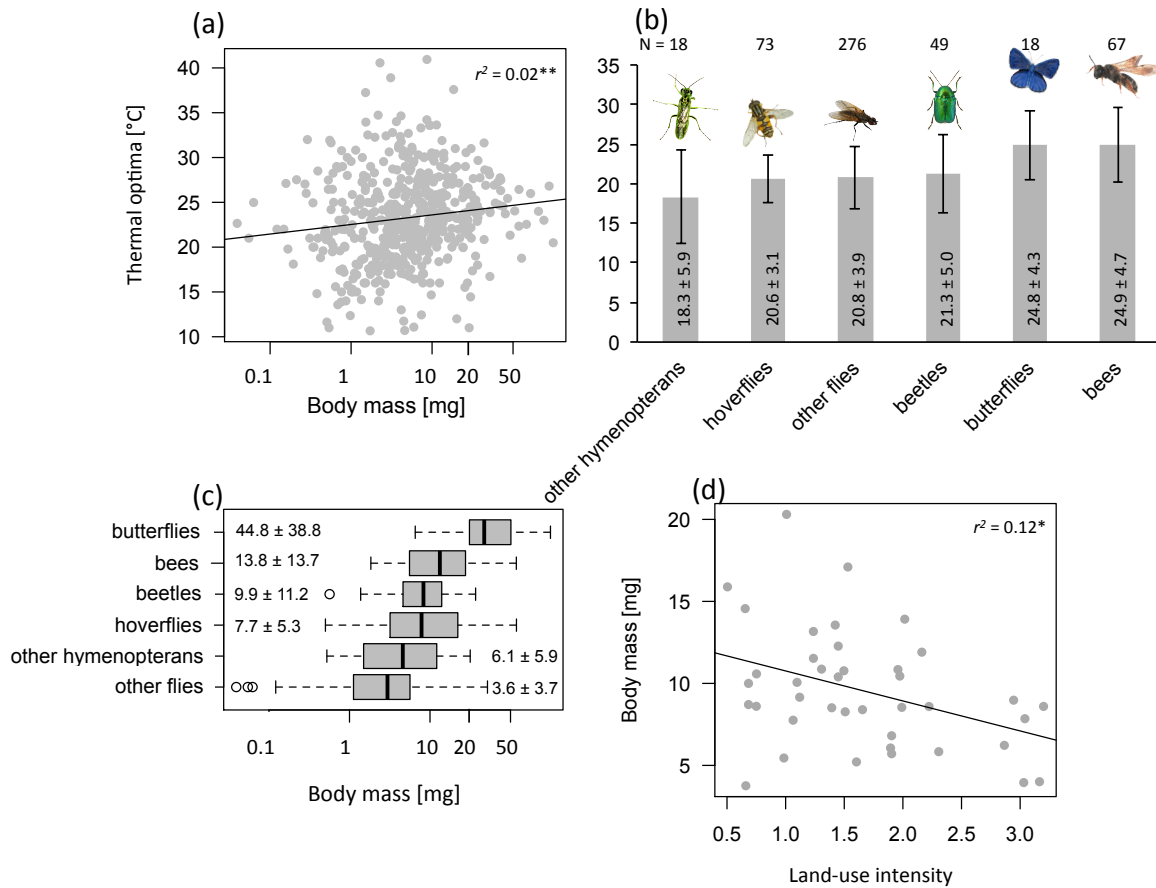 (a)
r² = 0.02**
Thermal optima [°C]
40
35
30
25
20
15
10
0.1 1 10 20 50
Body mass [mg]
(b)
N = 18 73 276 49 18 67
35
30
25
20
15
10
5
0
18.3 ± 5.9
20.6 ± 3.1
20.8 ± 3.9
21.3 ± 5.0
24.8 ± 4.3
24.9 ± 4.7
other hymenopterans
hoverflies
other flies
beetles
butterflies
bees
(c)
butterflies 44.8 ± 38.8
bees 13.8 ± 13.7
beetles 9.9 ± 11.2
hoverflies 7.7 ± 5.3
other hymenopterans 6.1 ± 5.9
other flies 3.6 ± 3.7
0.1 1 10 20 50
Body mass [mg]
(d)
r² = 0.12*
Body mass [mg]
20
15
10
5
0.5 1.0 1.5 2.0 2.5 3.0
Land-use intensity